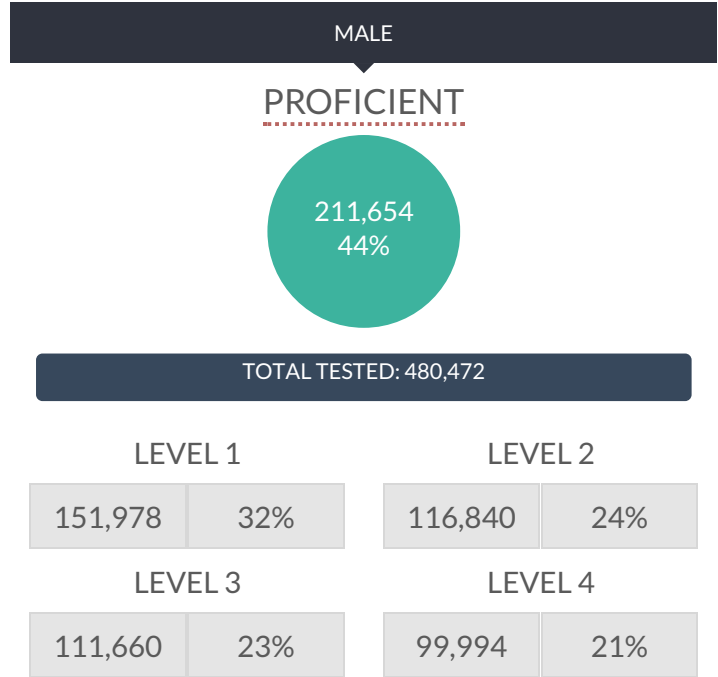 MALE
PROFICIENT
211,654
44%
TOTAL TESTED: 480,472
LEVEL 1
151,978 32%
LEVEL 2
116,840 24%
LEVEL 3
111,660 23%
LEVEL 4
99,994 21%